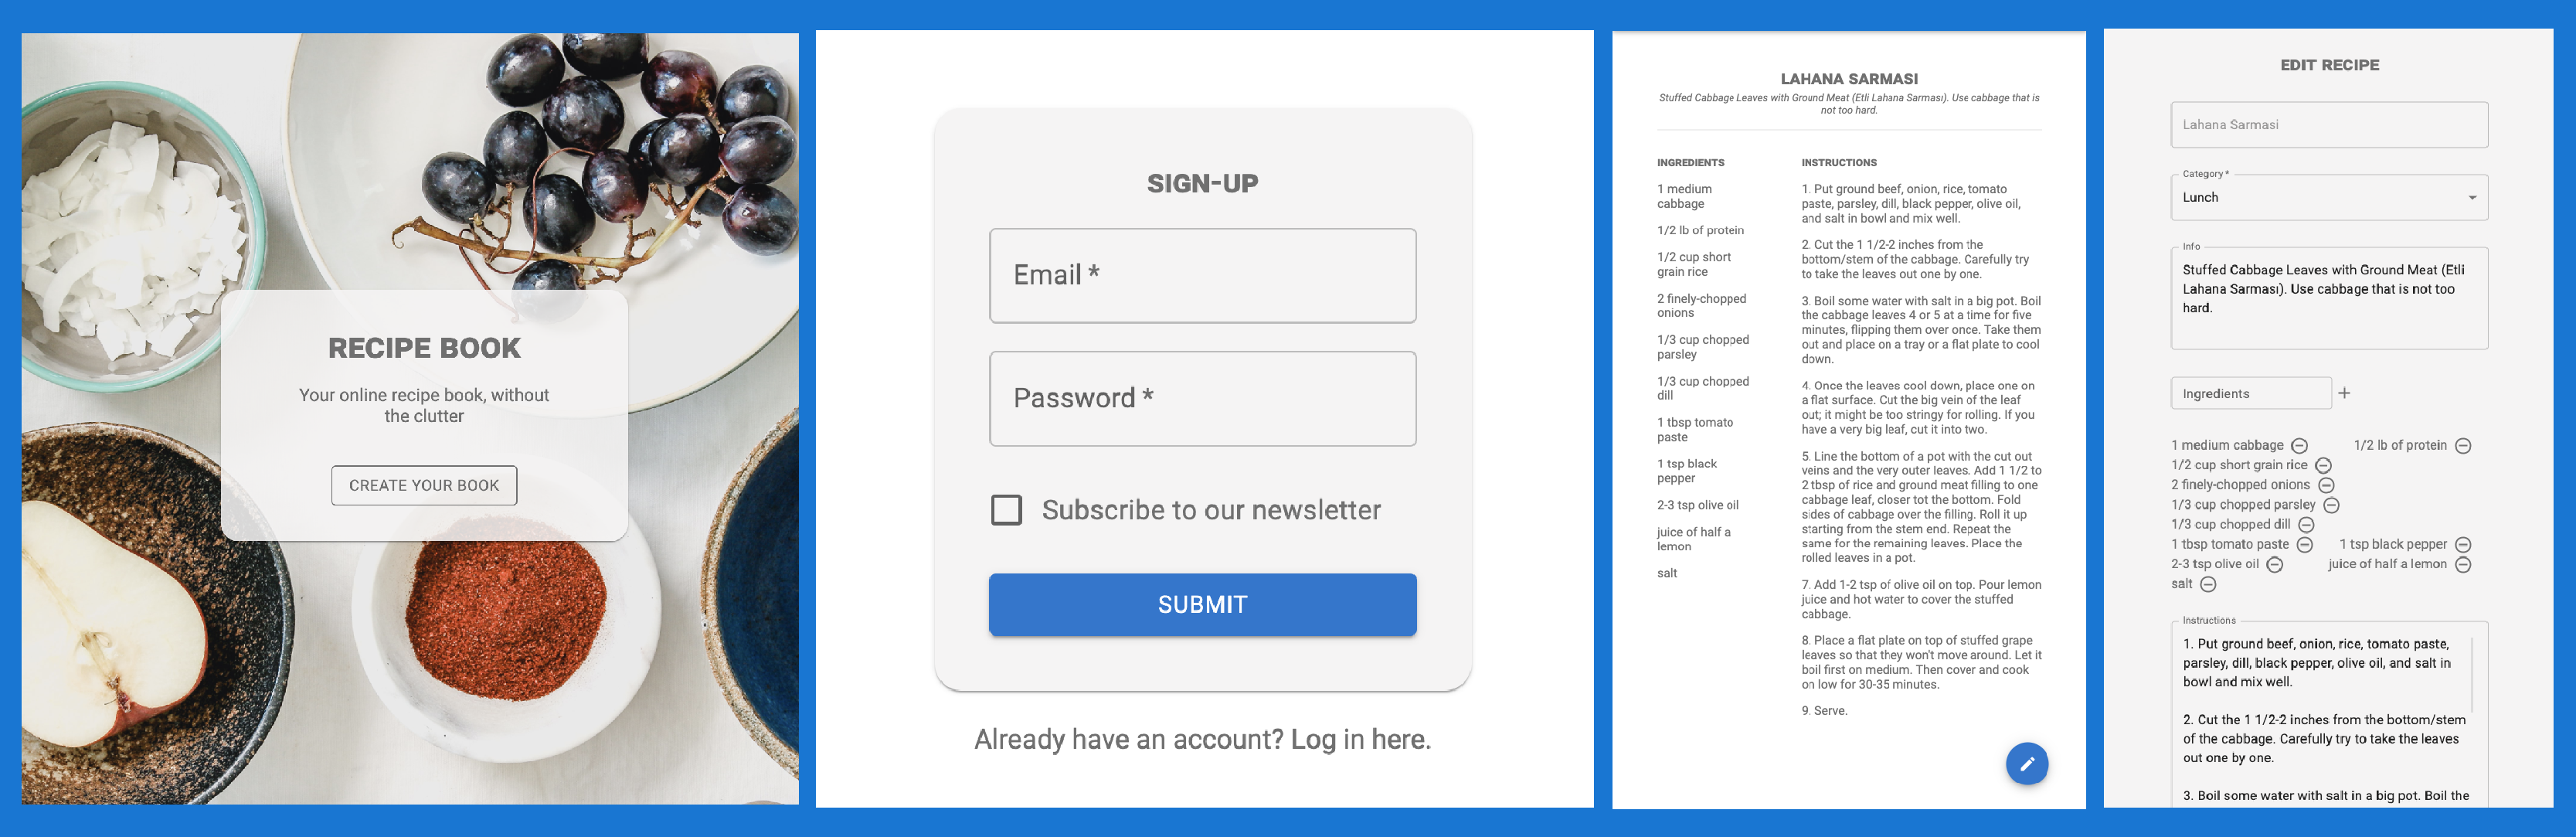 RECIPE BOOK
Your online recipe book, without
the clutter
CREATE YOUR BOOK
SIGN-UP
Email *
Password *
Subscribe to our newsletter
SUBMIT
Already have an account? Log in here.
LAHANA SARMASI
Stuffed Cabbage Leaves with Ground Meat (Etli Lahana Sarması). Use cabbage that is
not too hard.
INGREDIENTS
1 medium
cabbage
1/2 lb of protein
1/2 cup short
grain rice
2 finely-chopped
onions
1/3 cup chopped
parsley
1/3 cup chopped
dill
1 tbsp tomato
paste
1 tsp black
pepper
2-3 tsp olive oil
juice of half a
lemon
salt
INSTRUCTIONS
1. Put ground beef, onion, rice, tomato
paste, parsley, dill, black pepper, olive oil,
and salt in bowl and mix well.
2. Cut the 1 1/2-2 inches from the
bottom/stem of the cabbage. Carefully try
to take the leaves out one by one.
3. Boil some water with salt in a big pot. Boil
the cabbage leaves 4 or 5 at a time for five
minutes, flipping them over once. Take them
out and place on a tray or a flat plate to cool
down.
4. Once the leaves cool down, place one on
a flat surface. Cut the big vein of the leaf
out; it might be too stringy for rolling. If you
have a very big leaf, cut it into two.
5. Line the bottom of a pot with the cut out
veins and the very outer leaves. Add 1 1/2 to
2 tbsp of rice and ground meat filling to one
cabbage leaf, closer tot the bottom. Fold
sides of cabbage over the filling. Roll it up
starting from the stem end. Repeat the
same for the remaining leaves. Place the
rolled leaves in a pot.
7. Add 1-2 tsp of olive oil on top. Pour lemon
juice and hot water to cover the stuffed
cabbage.
8. Place a flat plate on top of stuffed grape
leaves so that they won't move around. Let it
boil first on medium. Then cover and cook
on low for 30-35 minutes.
9. Serve.
EDIT RECIPE
Lahana Sarmasi
Category *
Lunch
Info
Stuffed Cabbage Leaves with Ground Meat (Etli
Lahana Sarması). Use cabbage that is not too
hard.
Ingredients
1 medium cabbage 1/2 lb of protein
1/2 cup short grain rice
2 finely-chopped onions
1/3 cup chopped parsley
1/3 cup chopped dill
1 tbsp tomato paste 1 tsp black pepper
2-3 tsp olive oil juice of half a lemon
salt
Instructions
1. Put ground beef, onion, rice, tomato paste,
parsley, dill, black pepper, olive oil, and salt in
bowl and mix well.
2. Cut the 1 1/2-2 inches from the bottom/stem
of the cabbage. Carefully try to take the leaves
out one by one.
3. Boil some water with salt in a big pot. Boil the